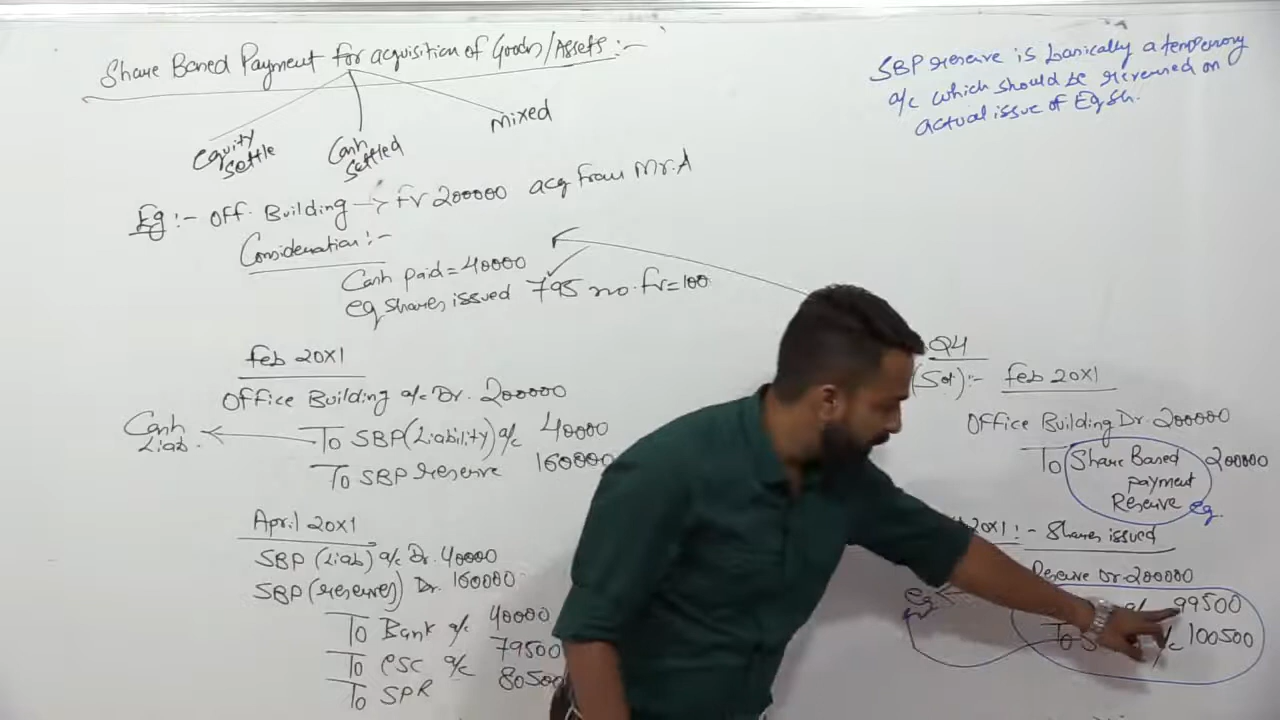 Share Based Payment for acquisition of Goods/Assets :-
Equity Settle
Cash Settled
Mixed
Eg :- Off. Building → FV 200000 acq from Mr. A
Consideration :-
Cash paid = 40000
eq shares issued 795 no. FV = 100
Feb 20X1
Office Building a/c Dr. 200000
To SBP (Liability) a/c 40000
Cash Liab.
To SBP reserve 160000
April 20X1
SBP (Liab) a/c Dr. 40000
SBP (reserves) Dr. 160000
To Bank a/c 40000
To ESC a/c 79500
To SPR 80500
SBP reserve is basically a temporary
a/c which should be reversed on
actual issue of Eq Sh.
Q4
(Sol) :- Feb 20X1
Office Building Dr. 200000
To Share Based 200000
payment
Reserve eq.
20X1 :- Shares issued
Reserve Dr. 200000
eq
99500
To 100500